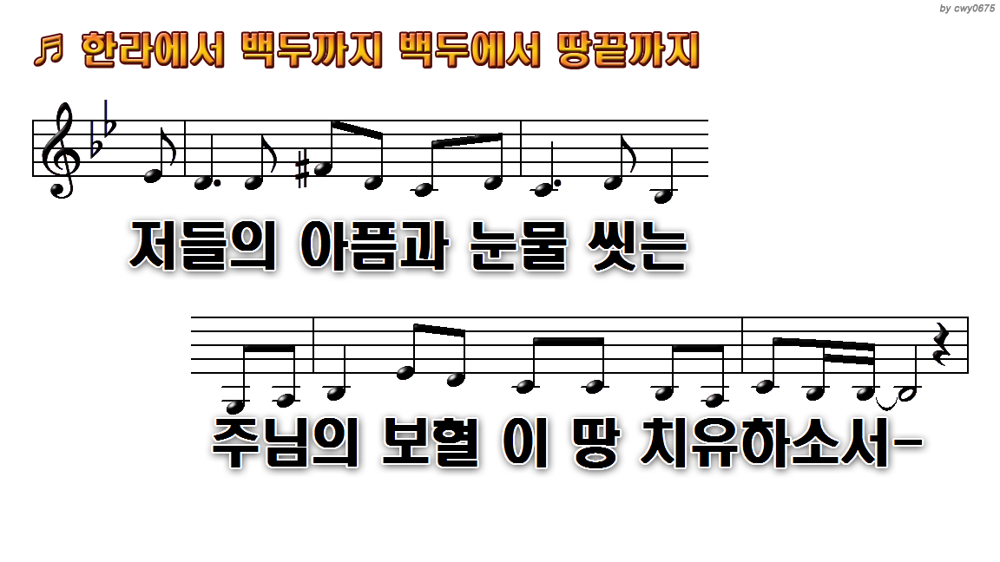 by cwy0675
♬ 한라에서 백두까지 백두에서 땅끝까지
저들의 아픔과 눈물 씻는
주님의 보혈 이 땅 치유하소서-